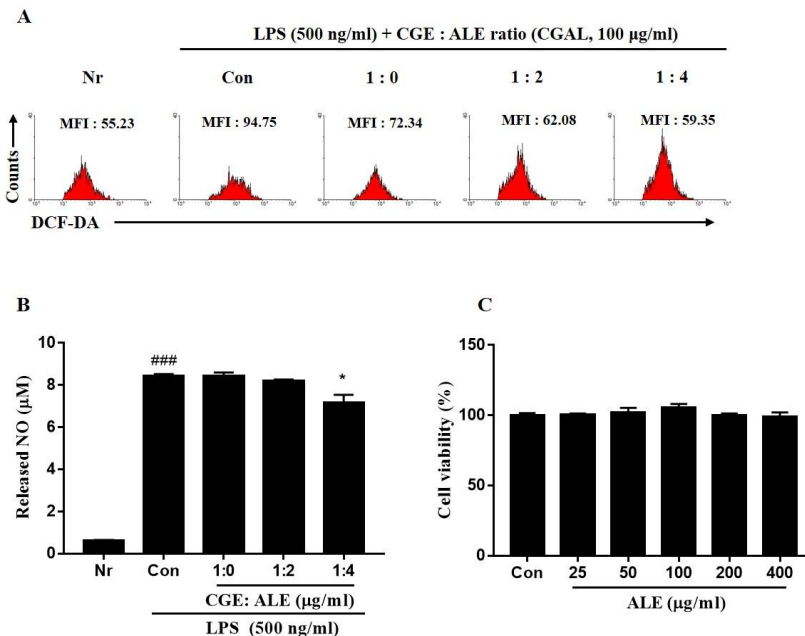 A
LPS (500 ng/ml) + CGE : ALE ratio (CGAL, 100 μg/ml)
Nr Con 1 : 0 1 : 2 1 : 4
MFI : 55.23 MFI : 94.75 MFI : 72.34 MFI : 62.08 MFI : 59.35
Counts
DCF-DA
B
Released NO (μM)
10
8
6
4
2
0
###
*
Nr Con 1:0 1:2 1:4
CGE: ALE (μg/ml)
LPS (500 ng/ml)
C
Cell viability (%)
150
100
50
0
Con 25 50 100 200 400
ALE (μg/ml)